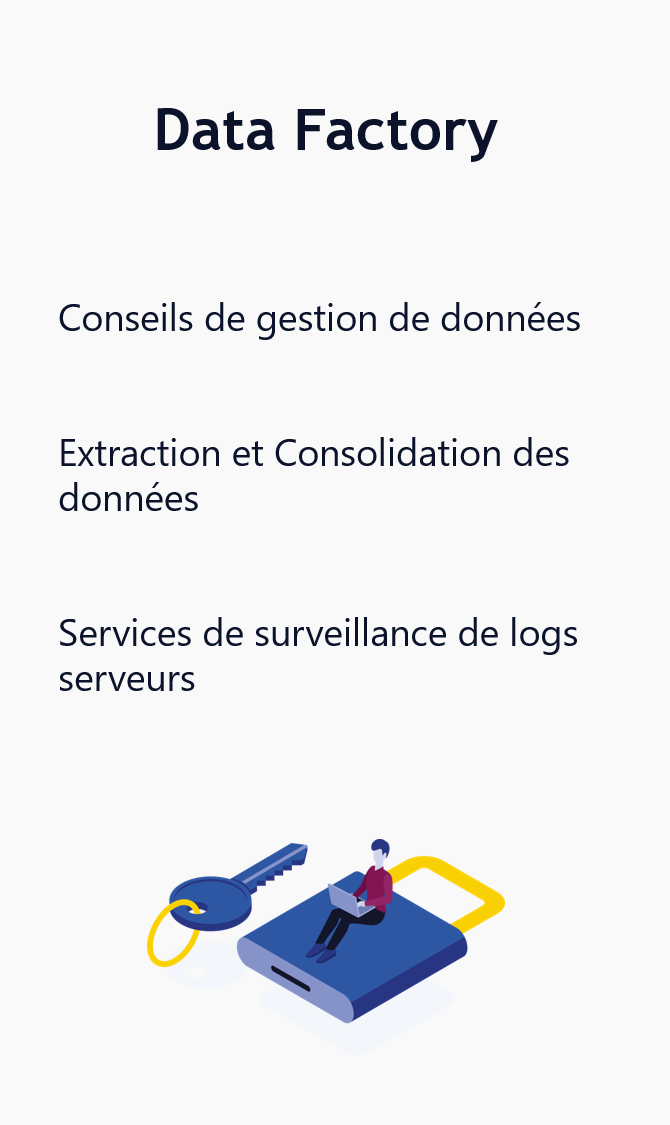 Data Factory
Conseils de gestion de données
Extraction et Consolidation des
données
Services de surveillance de logs
serveurs